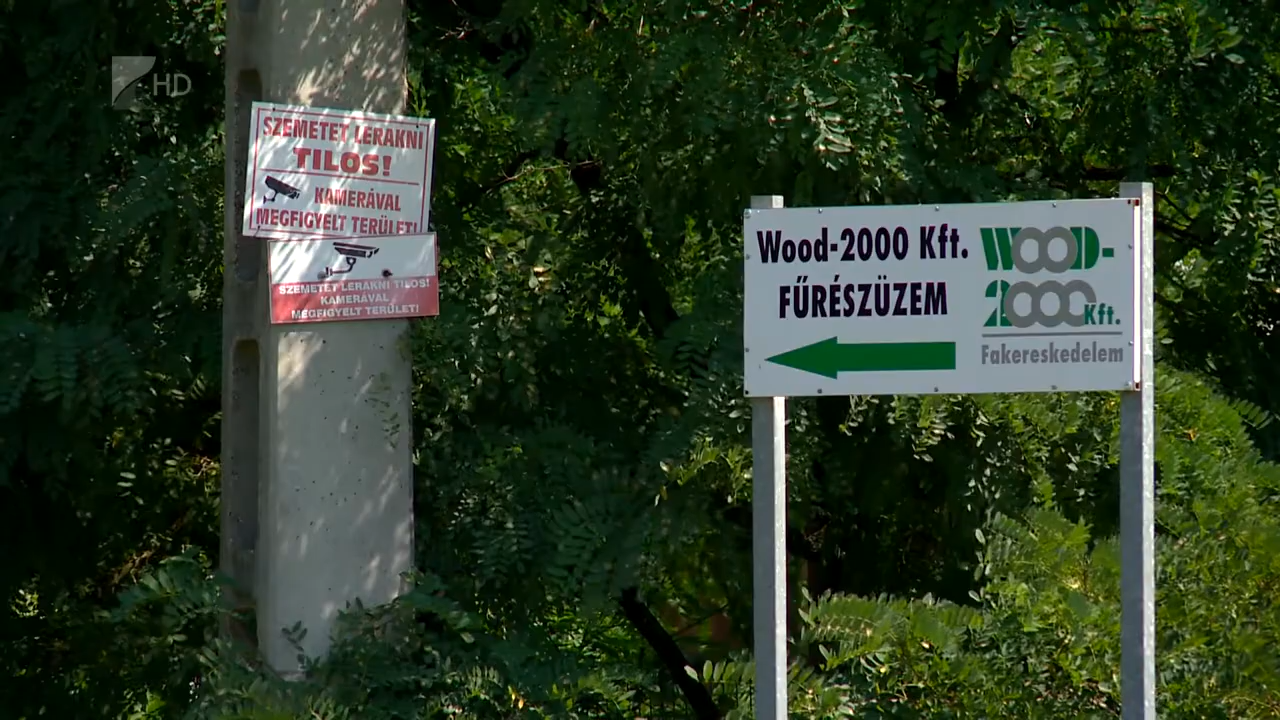 HD
SZEMETET LERAKNI
TILOS!
KAMERÁVAL
MEGFIGYELT TERÜLET!
SZEMETET LERAKNI TILOS!
KAMERÁVAL
MEGFIGYELT TERÜLET!
Wood-2000 Kft.
FŰRÉSZÜZEM
WOOD-
2000 Kft.
Fakereskedelem